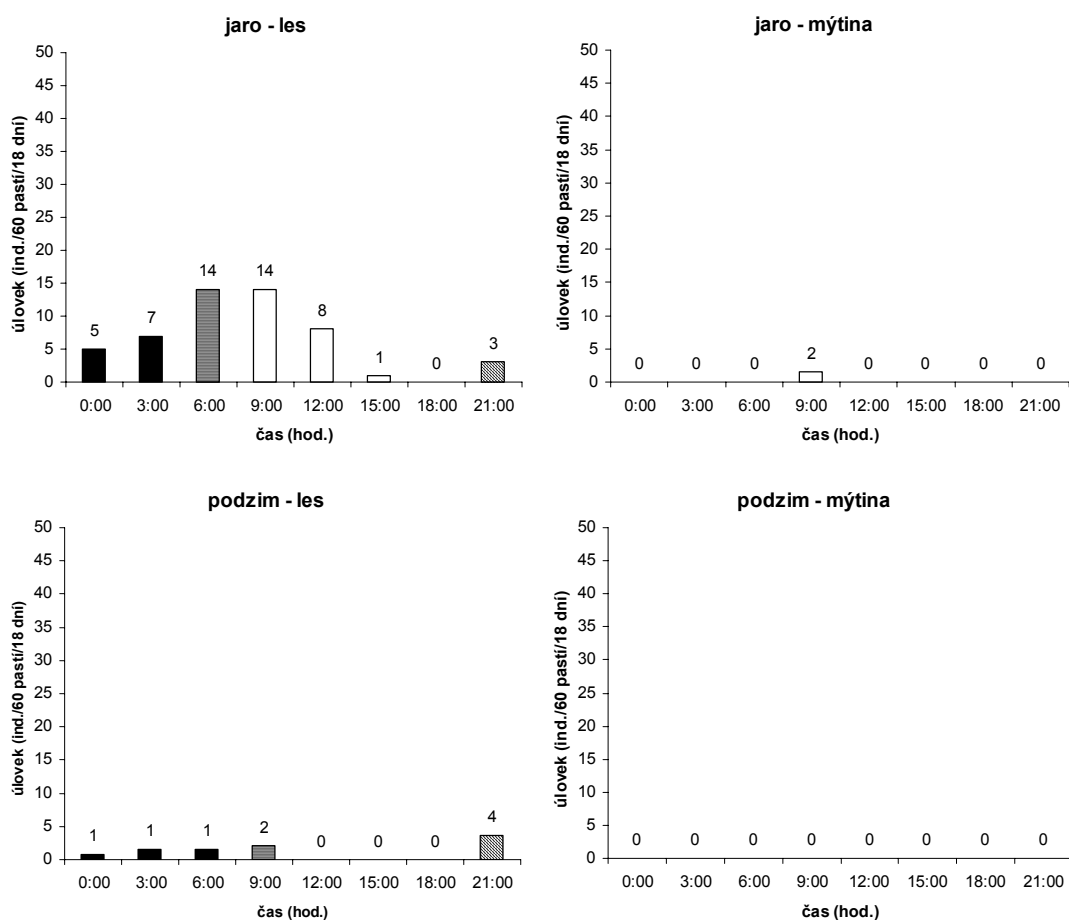 jaro - les
50
45
40
35
30
25
20
15
10
5
0
úlovek (ind./60 pastí/18 dní)
5 7 14 14 8 1 0 3
0:00 3:00 6:00 9:00 12:00 15:00 18:00 21:00
čas (hod.)
jaro - mýtina
50
45
40
35
30
25
20
15
10
5
0
úlovek (ind./60 pastí/18 dní)
0 0 0 2 0 0 0 0
0:00 3:00 6:00 9:00 12:00 15:00 18:00 21:00
čas (hod.)
podzim - les
50
45
40
35
30
25
20
15
10
5
0
úlovek (ind./60 pastí/18 dní)
1 1 1 2 0 0 0 4
0:00 3:00 6:00 9:00 12:00 15:00 18:00 21:00
čas (hod.)
podzim - mýtina
50
45
40
35
30
25
20
15
10
5
0
úlovek (ind./60 pastí/18 dní)
0 0 0 0 0 0 0 0
0:00 3:00 6:00 9:00 12:00 15:00 18:00 21:00
čas (hod.)